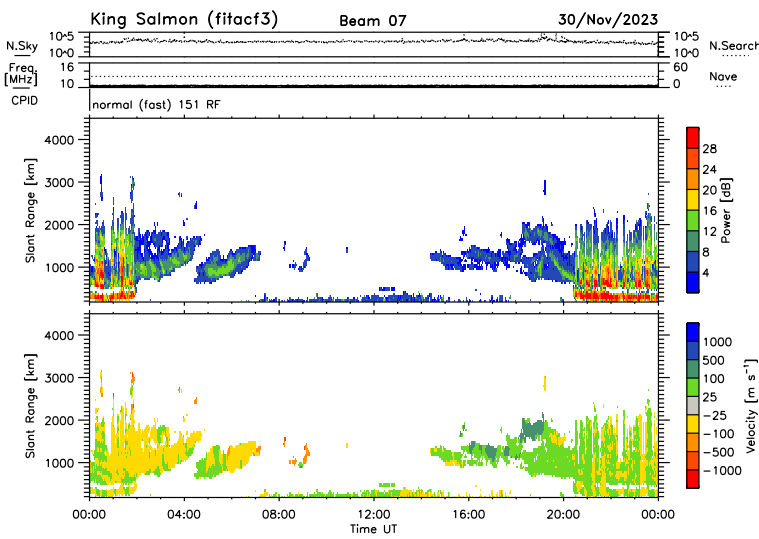 King Salmon (fitacf3) Beam 07 30/Nov/2023
N.Sky 10^5 10^0 10^5 10^0 N.Search
Freq [MHz] 16 10 60 0 Nave
CPID normal (fast) 151 RF
Slant Range [km] 4000 3000 2000 1000
Power [dB] 28 24 20 16 12 8 4
Slant Range [km] 4000 3000 2000 1000
Velocity [m s⁻¹] 1000 500 100 25 −25 −100 −500 −1000
00:00 04:00 08:00 12:00 16:00 20:00 00:00
Time UT